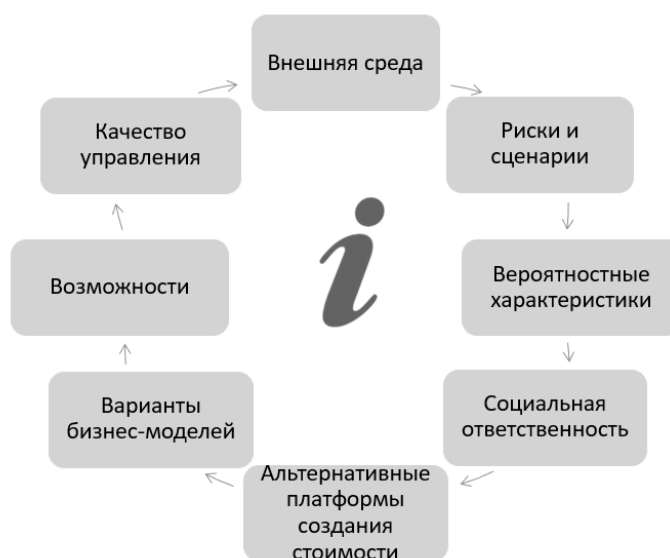 Внешняя среда
Риски и
сценарии
Вероятностные
характеристики
Социальная
ответственность
Альтернативные
платформы
создания
стоимости
Варианты
бизнес-моделей
Возможности
Качество
управления
i